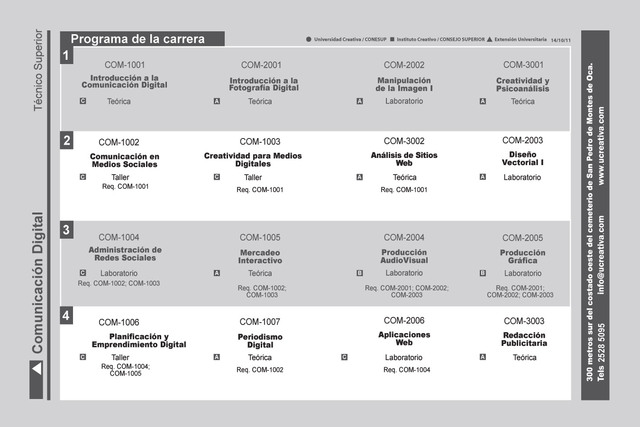 Programa de la carrera
Universidad Creativa / CONESUP
Instituto Creativo / CONSEJO SUPERIOR
Extensión Universitaria
14/10/11
Técnico Superior
Comunicación Digital
1
COM-1001
Introducción a la
Comunicación Digital
C Teórica
COM-2001
Introducción a la
Fotografía Digital
A Teórica
COM-2002
Manipulación
de la Imagen I
A Laboratorio
COM-3001
Creatividad y
Psicoanálisis
A Teórica
2
COM-1002
Comunicación en
Medios Sociales
C Taller
Req. COM-1001
COM-1003
Creatividad para Medios
Digitales
C Taller
Req. COM-1001
COM-3002
Análisis de Sitios
Web
A Teórica
Req. COM-1001
COM-2003
Diseño
Vectorial I
A Laboratorio
3
COM-1004
Administración de
Redes Sociales
C Laboratorio
Req. COM-1002; COM-1003
COM-1005
Mercadeo
Interactivo
A Teórica
Req. COM-1002;
COM-1003
COM-2004
Producción
AudioVisual
B Laboratorio
Req. COM-2001; COM-2002;
COM-2003
COM-2005
Producción
Gráfica
B Laboratorio
Req. COM-2001;
COM-2002; COM-2003
4
COM-1006
Planificación y
Emprendimiento Digital
C Taller
Req. COM-1004;
COM-1005
COM-1007
Periodismo
Digital
A Teórica
Req. COM-1002
COM-2006
Aplicaciones
Web
C Laboratorio
Req. COM-1004
COM-3003
Redacción
Publicitaria
A Teórica
300 metros sur del costado oeste del cementerio de San Pedro de Montes de Oca.
Tels 2528 5095 Info@ucreativa.com www.ucreativa.com